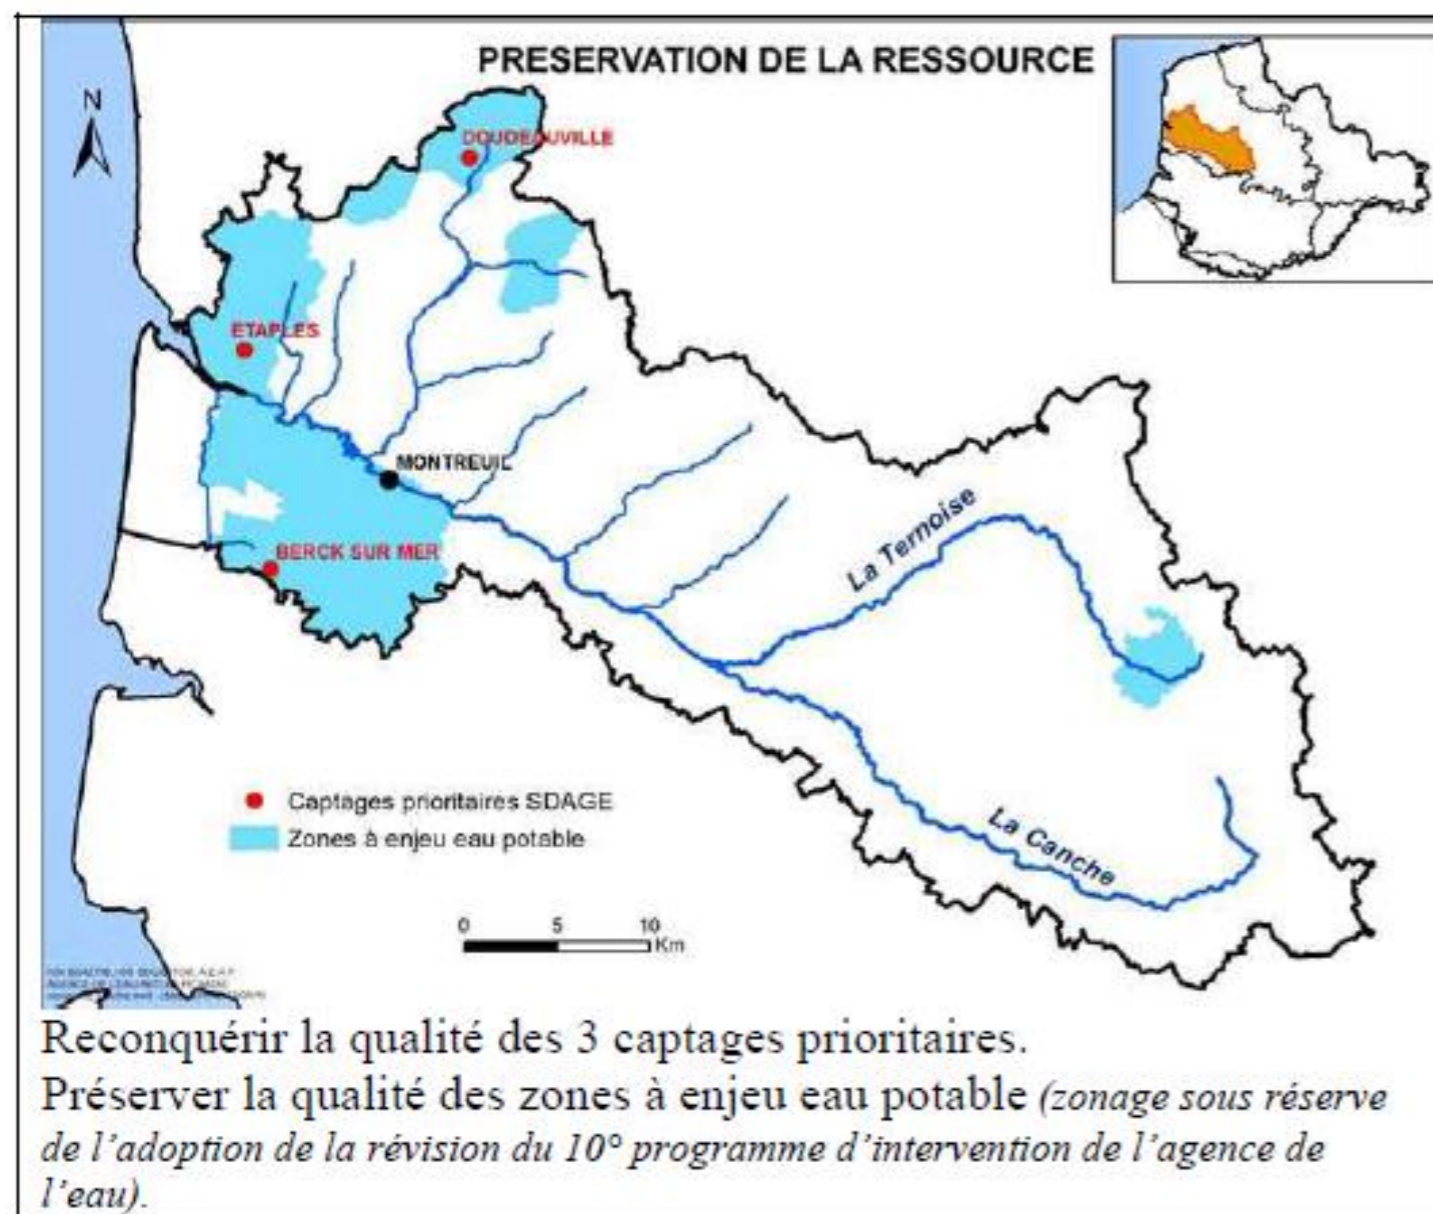 PRESERVATION DE LA RESSOURCE
N
DOUDEAUVILLE
ETAPLES
MONTREUIL
BERCK SUR MER
La Ternoise
La Canche
Captages prioritaires SDAGE
Zones à enjeu eau potable
0 5 10
Km
Reconquérir la qualité des 3 captages prioritaires.
Préserver la qualité des zones à enjeu eau potable (zonage sous réserve
de l’adoption de la révision du 10° programme d’intervention de l’agence de
l’eau).